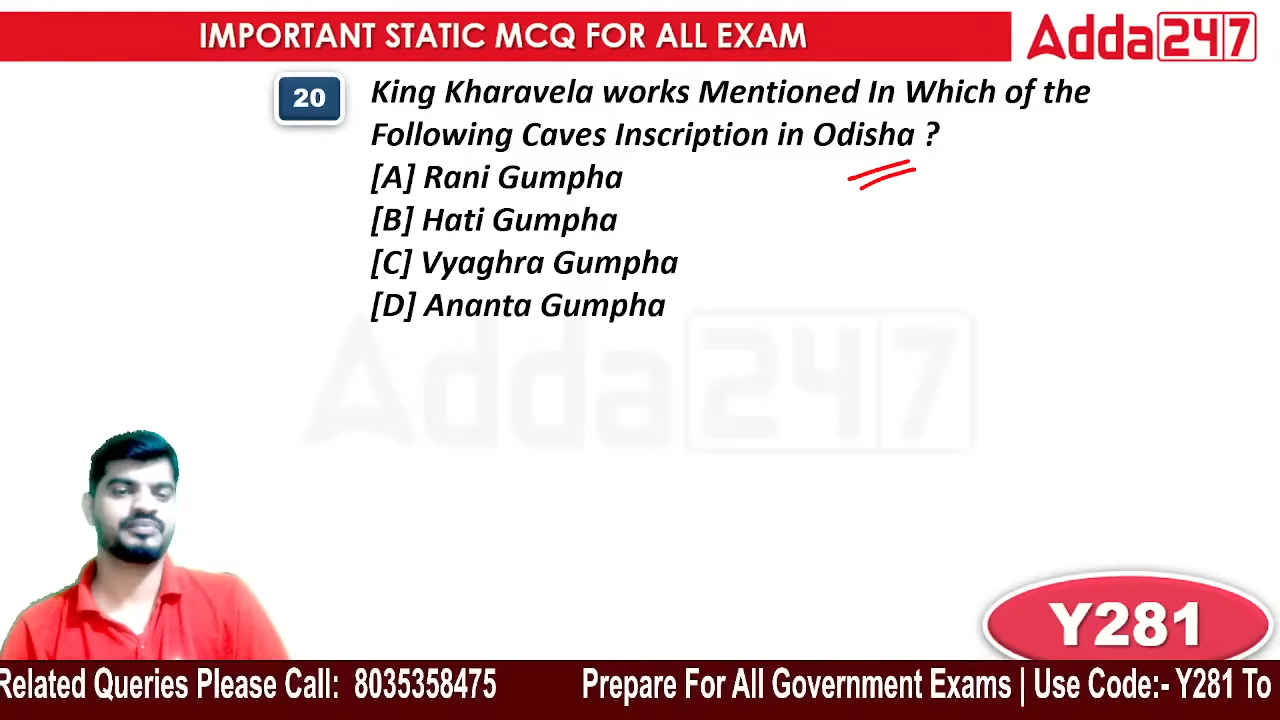 IMPORTANT STATIC MCQ FOR ALL EXAM
Adda247
20
King Kharavela works Mentioned In Which of the
Following Caves Inscription in Odisha ?
[A] Rani Gumpha
[B] Hati Gumpha
[C] Vyaghra Gumpha
[D] Ananta Gumpha
Adda247
Y281
Related Queries Please Call: 8035358475 Prepare For All Government Exams | Use Code:- Y281 To